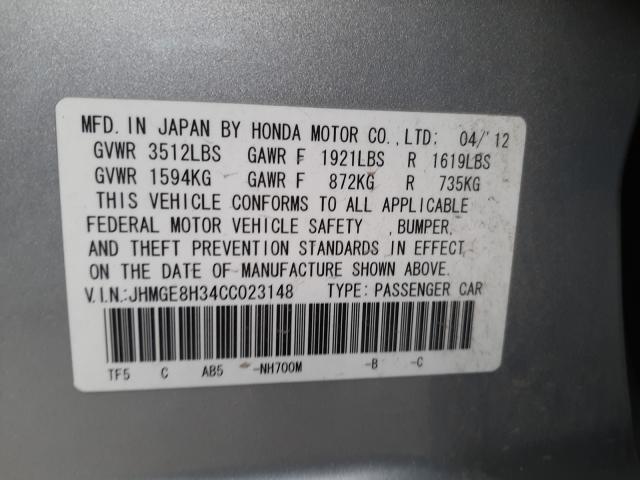 MFD. IN JAPAN BY HONDA MOTOR CO.,LTD: 04/'12
GVWR 3512LBS GAWR F 1921LBS R 1619LBS
GVWR 1594KG GAWR F 872KG R 735KG
THIS VEHICLE CONFORMS TO ALL APPLICABLE
FEDERAL MOTOR VEHICLE SAFETY ,BUMPER,
AND THEFT PREVENTION STANDARDS IN EFFECT
ON THE DATE OF MANUFACTURE SHOWN ABOVE.
V.I.N.:JHMGE8H34CC023148 TYPE: PASSENGER CAR
TF5 C AB5 -NH700M -B -C